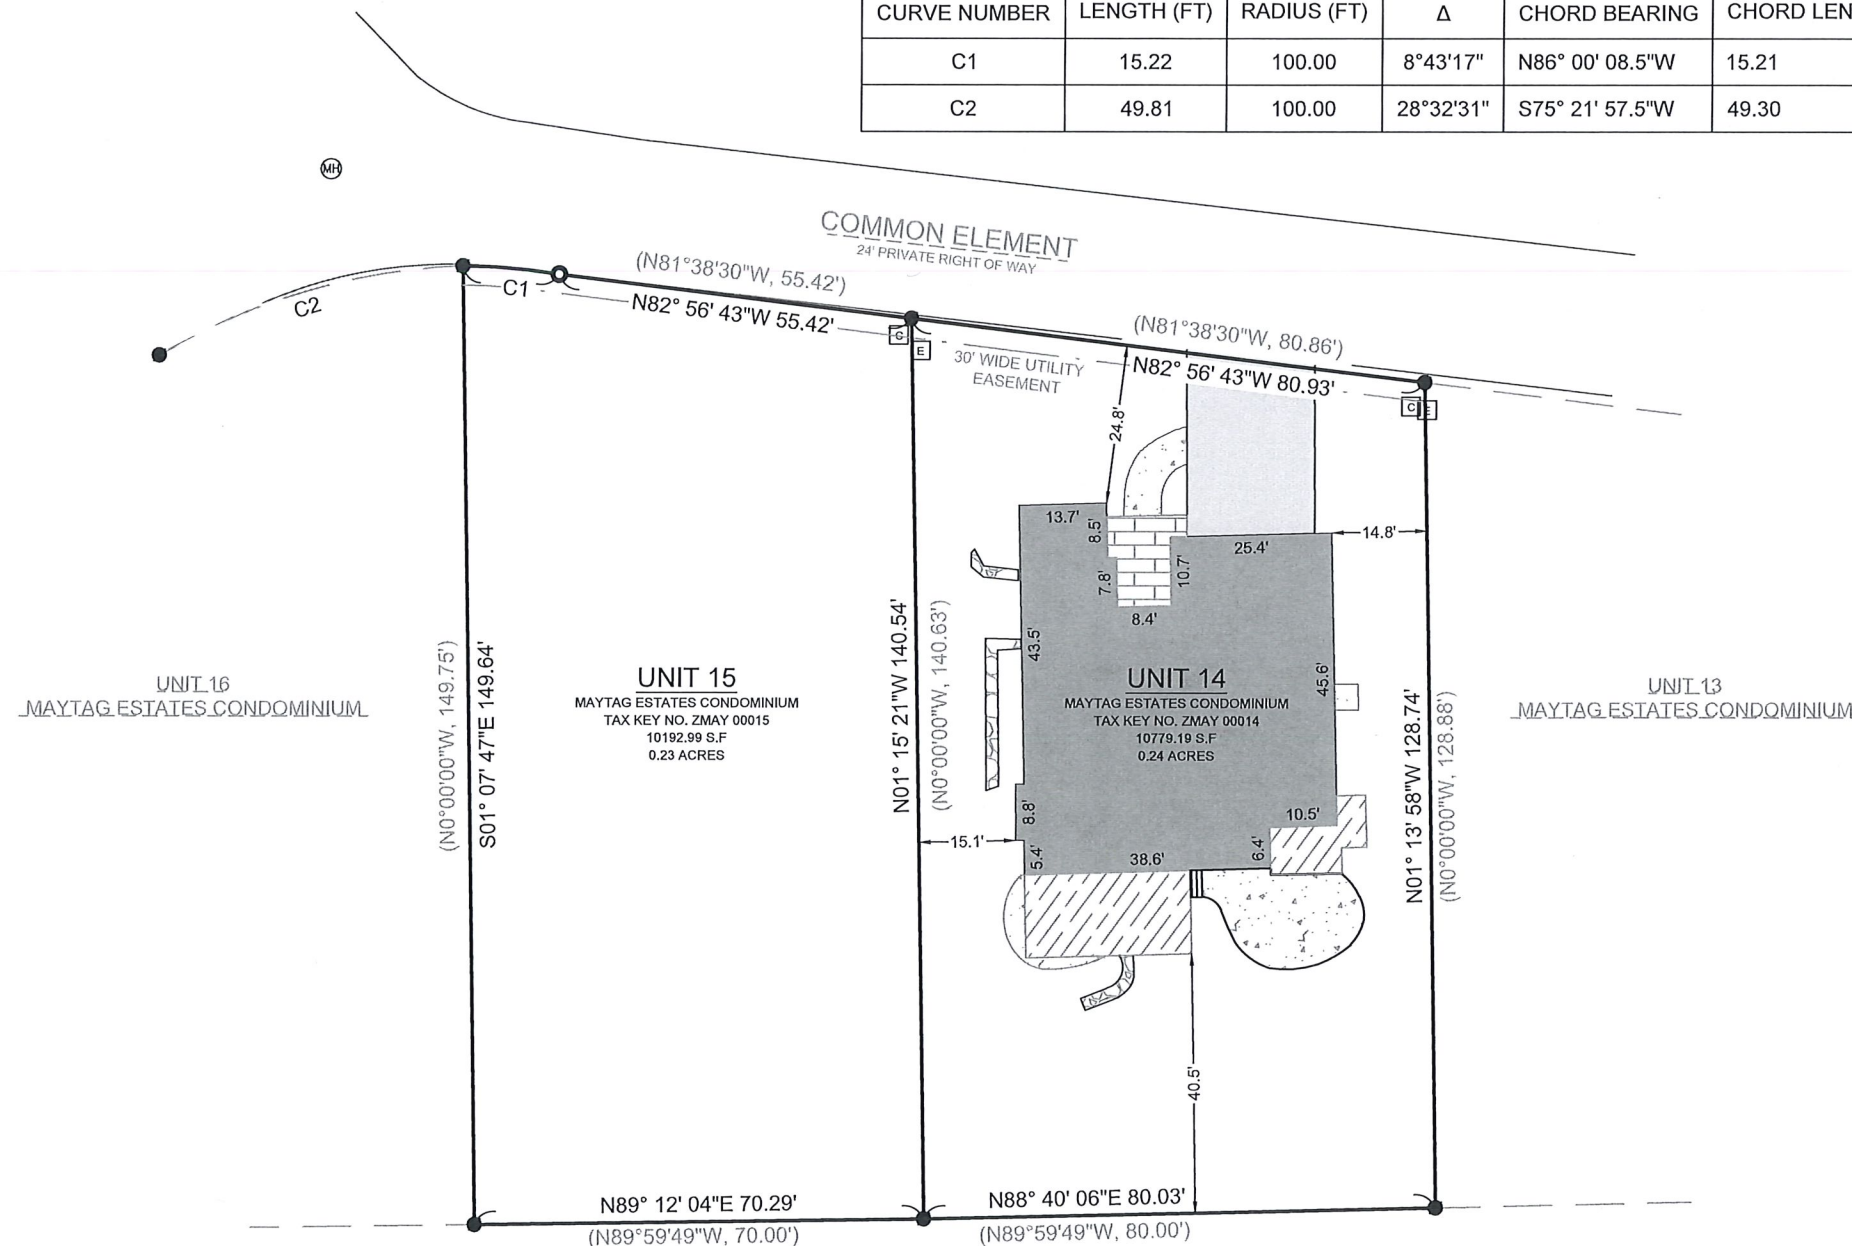 CURVE NUMBER LENGTH (FT) RADIUS (FT) Δ CHORD BEARING CHORD LEN
C1 15.22 100.00 8°43'17" N86° 00' 08.5"W 15.21
C2 49.81 100.00 28°32'31" S75° 21' 57.5"W 49.30
MH
COMMON ELEMENT
24' PRIVATE RIGHT OF WAY
(N81°38'30"W, 55.42')
C1
N82° 56' 43"W 55.42'
C2
(N81°38'30"W, 80.86')
N82° 56' 43"W 80.93'
E
30' WIDE UTILITY
EASEMENT
C
E
24.8'
13.7'
8.5'
7.8'
8.4'
10.7'
25.4'
14.8'
43.5'
45.6'
8.8'
5.4'
38.6'
6.4'
10.5'
15.1'
40.5'
UNIT 16
MAYTAG ESTATES CONDOMINIUM
(N0°00'00"W, 149.75')
S01° 07' 47"E 149.64'
UNIT 15
MAYTAG ESTATES CONDOMINIUM
TAX KEY NO. ZMAY 00015
10192.99 S.F
0.23 ACRES
N01° 15' 21"W 140.54'
(N0°00'00"W, 140.63')
UNIT 14
MAYTAG ESTATES CONDOMINIUM
TAX KEY NO. ZMAY 00014
10779.19 S.F
0.24 ACRES
N01° 13' 58"W 128.74'
(N0°00'00"W, 128.88')
UNIT 13
MAYTAG ESTATES CONDOMINIUM
N89° 12' 04"E 70.29'
(N89°59'49"W, 70.00')
N88° 40' 06"E 80.03'
(N89°59'49"W, 80.00')